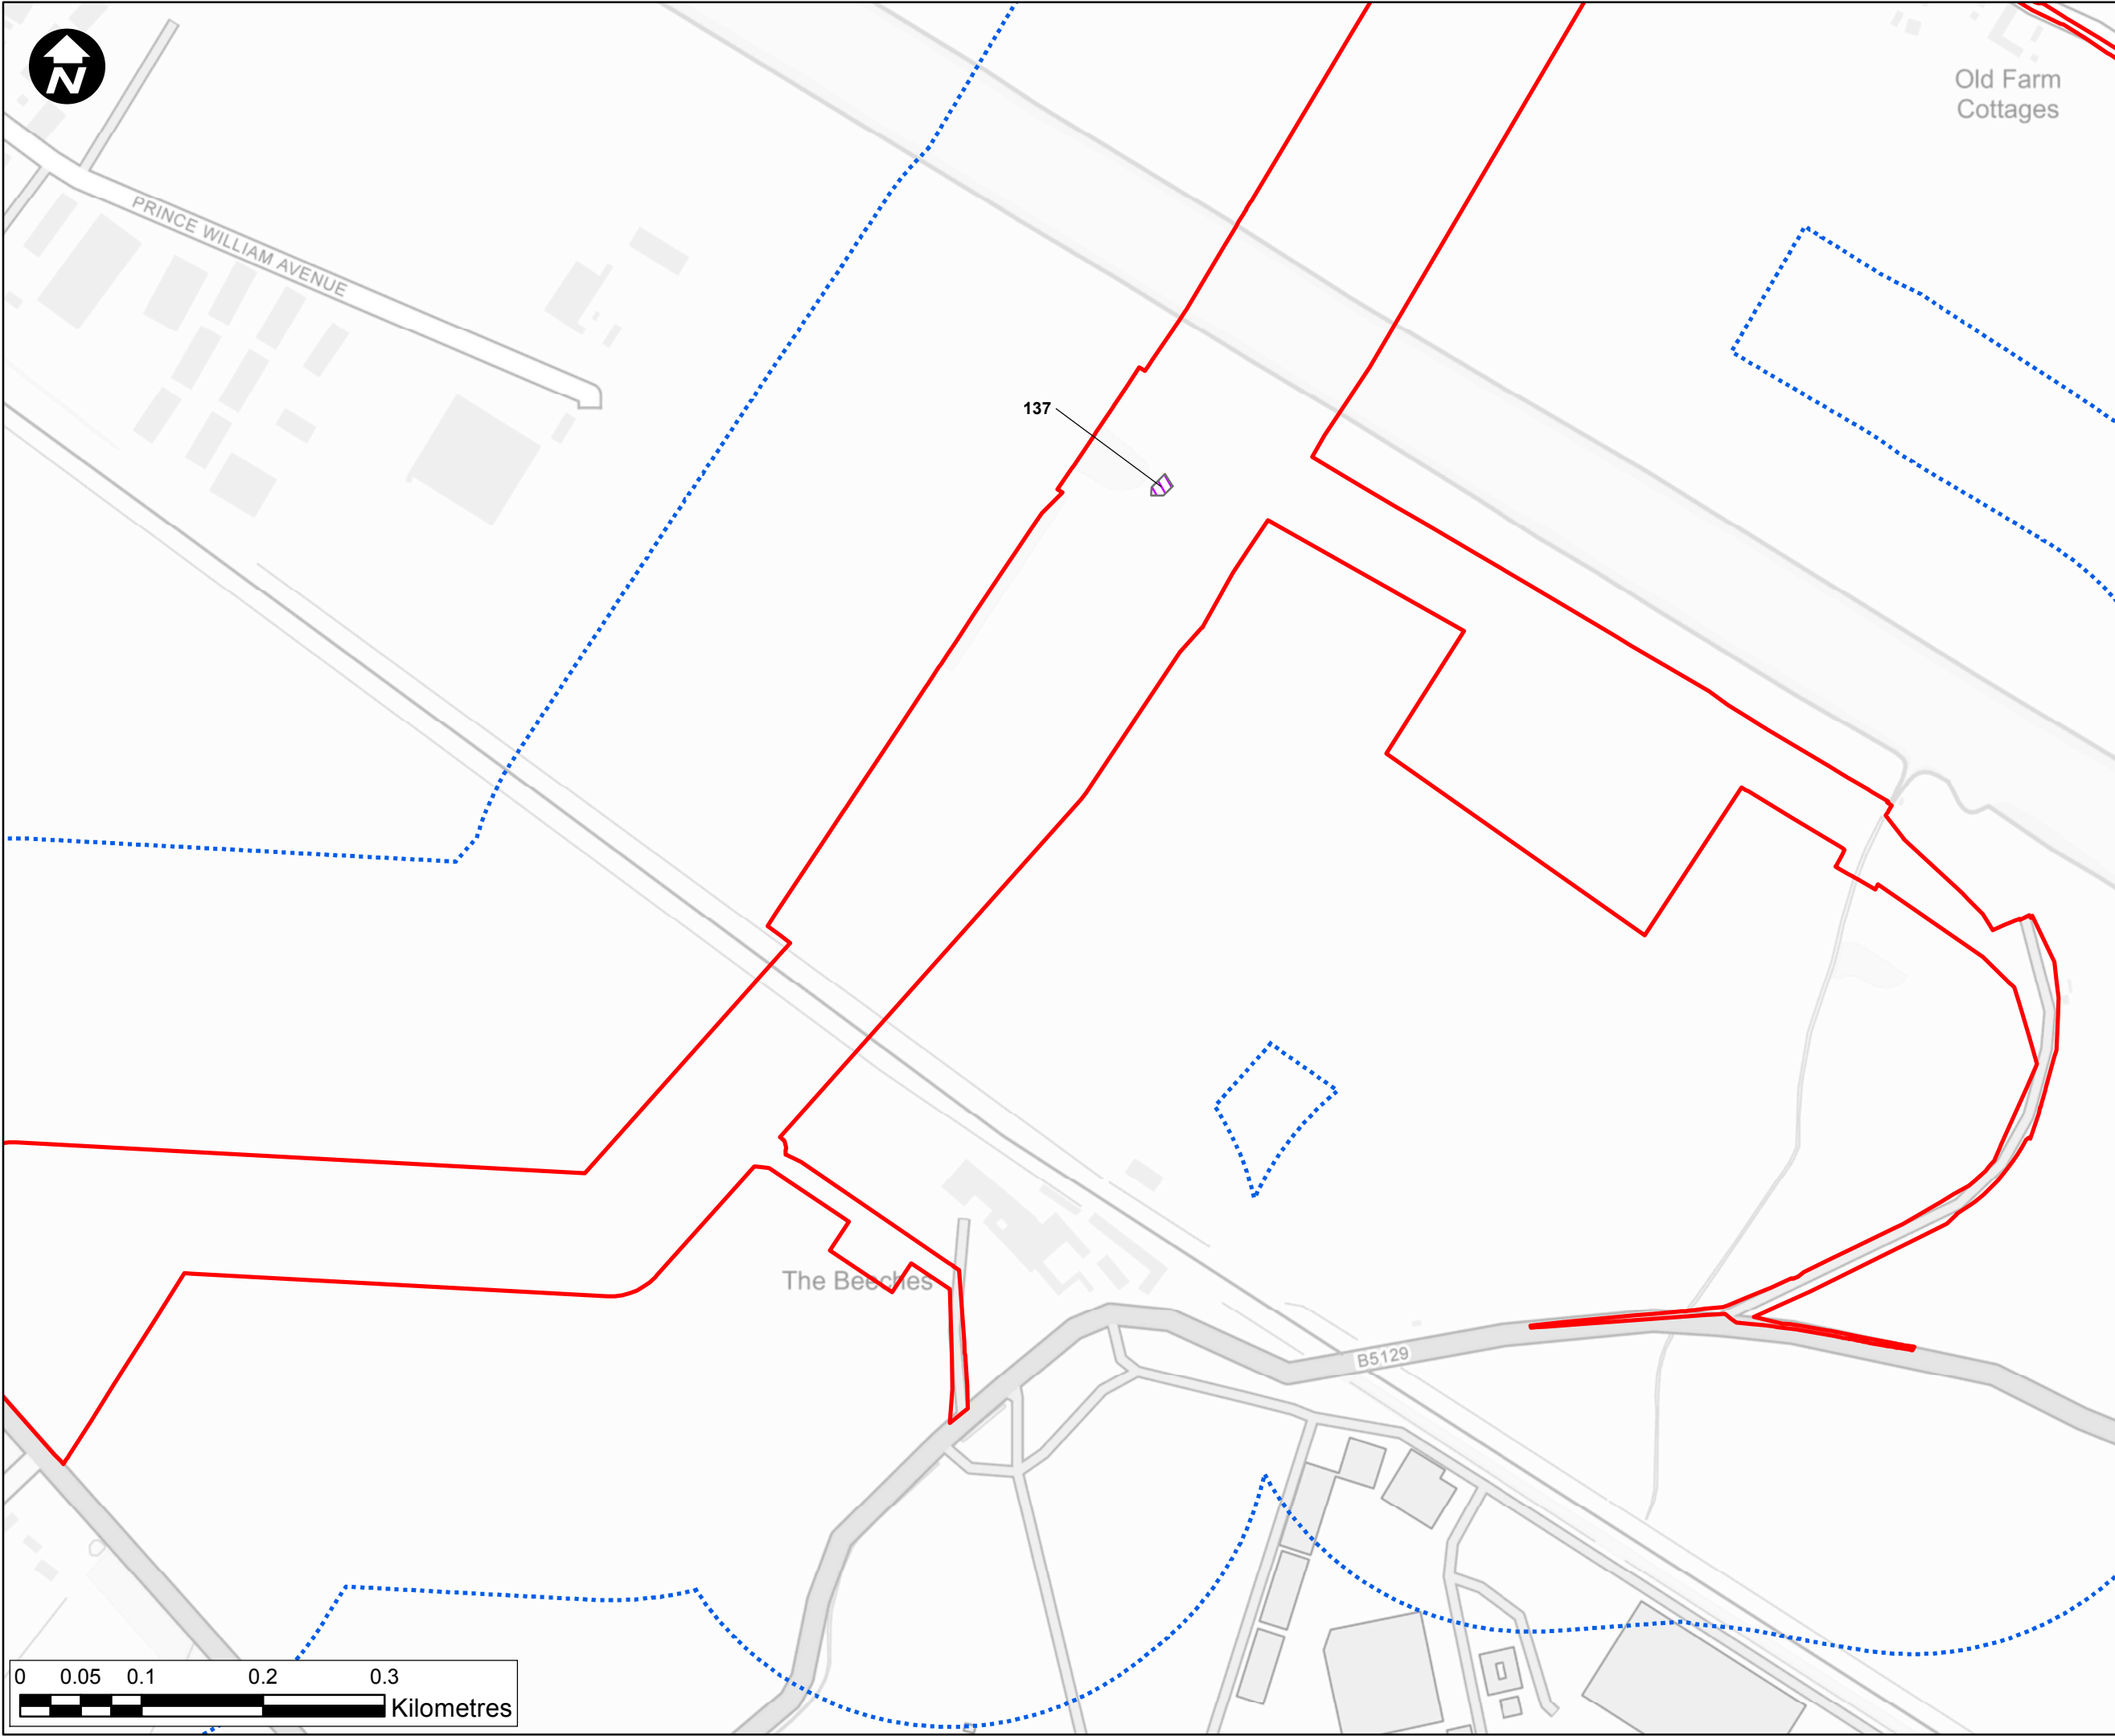 N
Old Farm
Cottages
PRINCE WILLIAM AVENUE
137
The Beeches
B5129
0 0.05 0.1 0.2 0.3
Kilometres